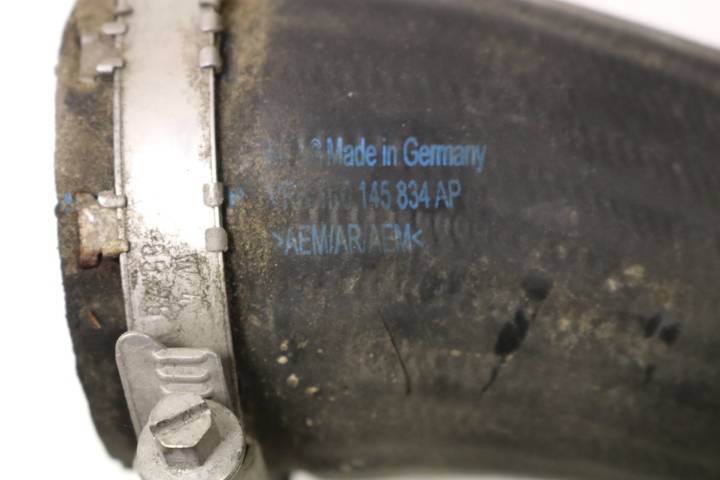 Made in Germany
145 834 AP
>AEM/AR/AEM<